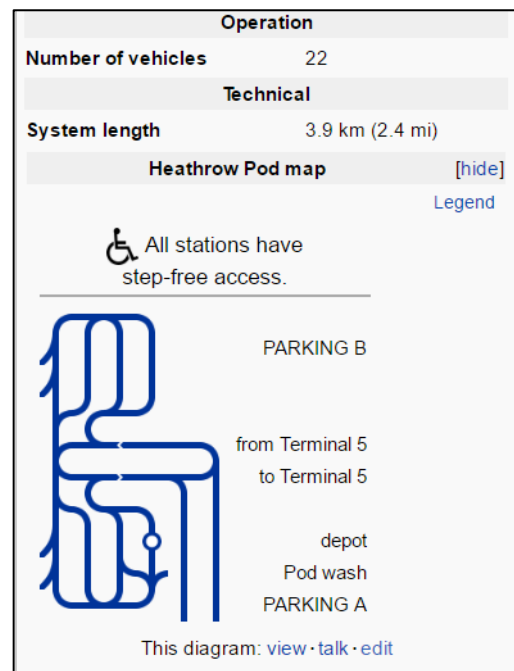 Operation
Number of vehicles 22
Technical
System length 3.9 km (2.4 mi)
Heathrow Pod map [hide]
Legend
All stations have
step-free access.
PARKING B
from Terminal 5
to Terminal 5
depot
Pod wash
PARKING A
This diagram: view · talk · edit